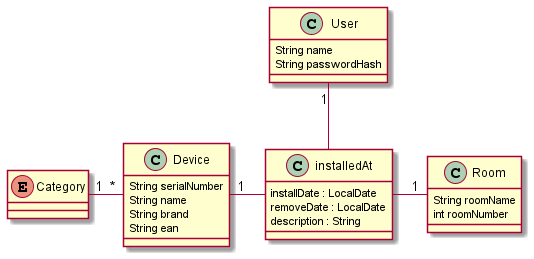 C User
String name
String passwordHash
1
E Category
1 *
C Device
String serialNumber
String name
String brand
String ean
1
C installedAt
installDate : LocalDate
removeDate : LocalDate
description : String
1
C Room
String roomName
int roomNumber